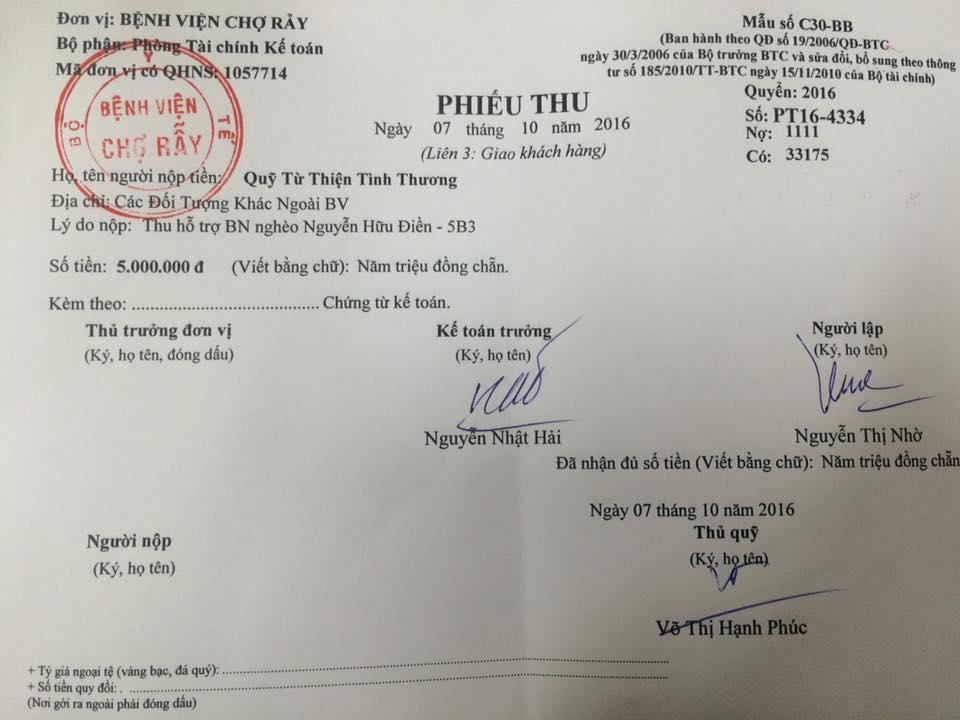 Đơn vị: BỆNH VIỆN CHỢ RẪY
Bộ phận: Phòng Tài chính Kế toán
Mã đơn vị có QHNS: 1057714
Mẫu số C30-BB
(Ban hành theo QĐ số 19/2006/QĐ-BTC
ngày 30/3/2006 của Bộ trưởng BTC và sửa đổi, bổ sung theo thông
tư số 185/2010/TT-BTC ngày 15/11/2010 của Bộ tài chính)
Quyển: 2016
Số: PT16-4334
Nợ: 1111
Có: 33175
BỘ Y TẾ
BỆNH VIỆN
CHỢ RẪY
PHIẾU THU
Ngày 07 tháng 10 năm 2016
(Liên 3: Giao khách hàng)
Họ, tên người nộp tiền: Quỹ Từ Thiện Tình Thương
Địa chỉ: Các Đối Tượng Khác Ngoài BV
Lý do nộp: Thu hỗ trợ BN nghèo Nguyễn Hữu Điền - 5B3
Số tiền: 5.000.000 đ (Viết bằng chữ): Năm triệu đồng chẵn.
Kèm theo: .................................. Chứng từ kế toán.
Thủ trưởng đơn vị Kế toán trưởng Người lập
(Ký, họ tên, đóng dấu) (Ký, họ tên) (Ký, họ tên)
Nguyễn Nhật Hải Nguyễn Thị Nhờ
Đã nhận đủ số tiền (Viết bằng chữ): Năm triệu đồng chẵn
Ngày 07 tháng 10 năm 2016
Người nộp Thủ quỹ
(Ký, họ tên) (Ký, họ tên)
Võ Thị Hạnh Phúc
+ Tỷ giá ngoại tệ (vàng bạc, đá quý): ..................................
+ Số tiền quy đổi: ..................................
(Nơi gởi ra ngoài phải đóng dấu)